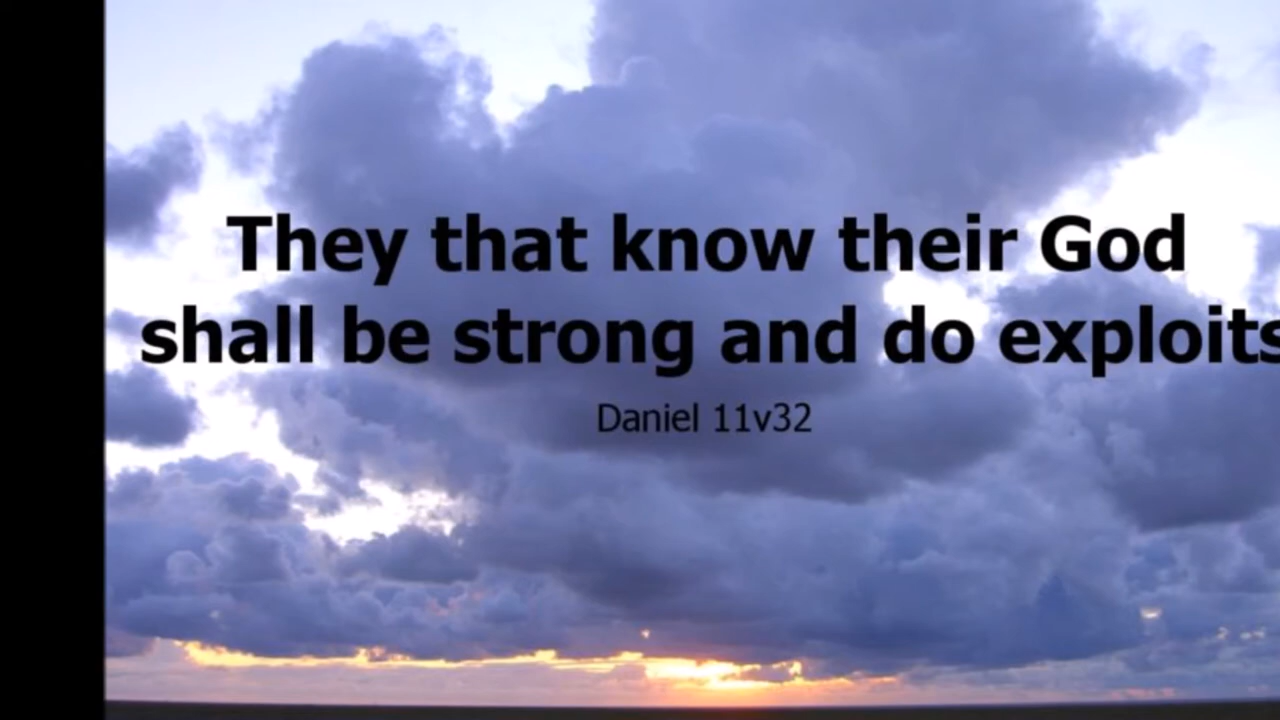 They that know their God
shall be strong and do exploits
Daniel 11v32